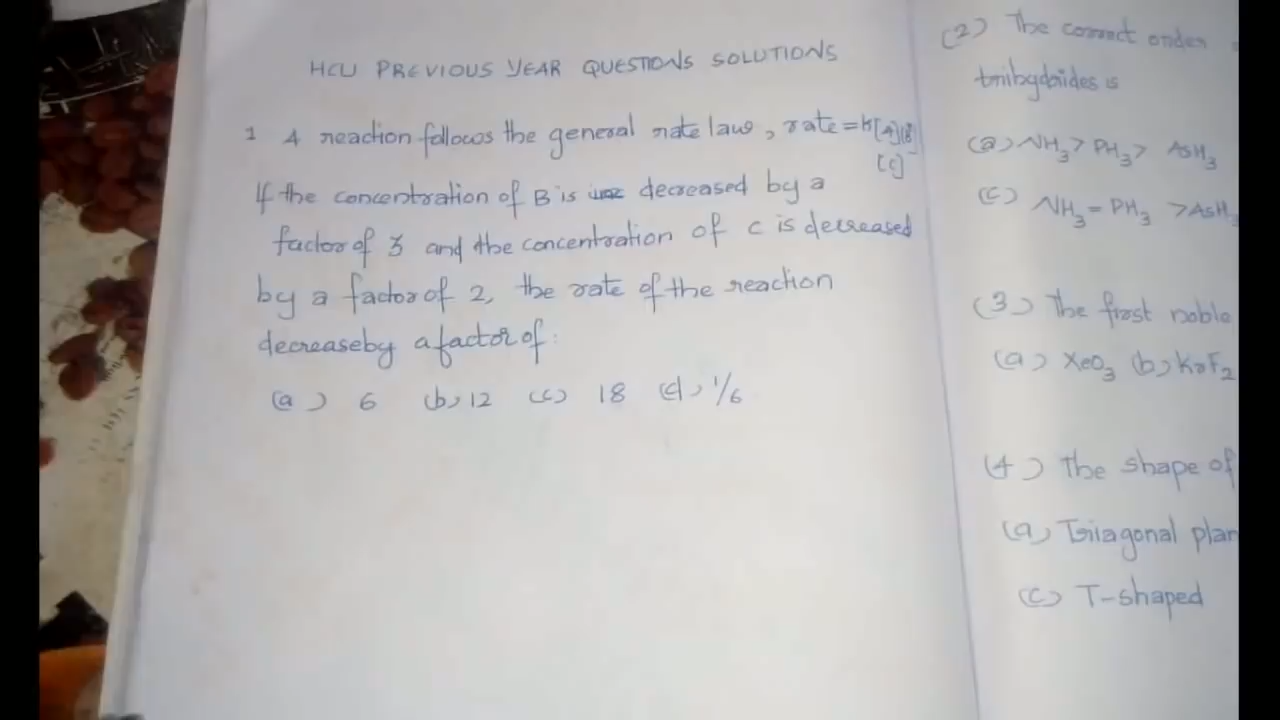 HCU PREVIOUS YEAR QUESTIONS SOLUTIONS
1 A reaction follows the general rate law, rate = k[A][B]
[C]
If the concentration of B is decreased by a
factor of 3 and the concentration of C is decreased
by a factor of 2, the rate of the reaction
decreaseby a factor of:
(a) 6 (b) 12 (c) 18 (d) 1/6
(2) The correct order
trihydrides is
(a) NH3 > PH3 > AsH3
(c) NH3 = PH3 > AsH3
(3) The first noble
(a) XeO3 (b) KrF2
(4) The shape of
(a) Triagonal plan
(c) T-shaped